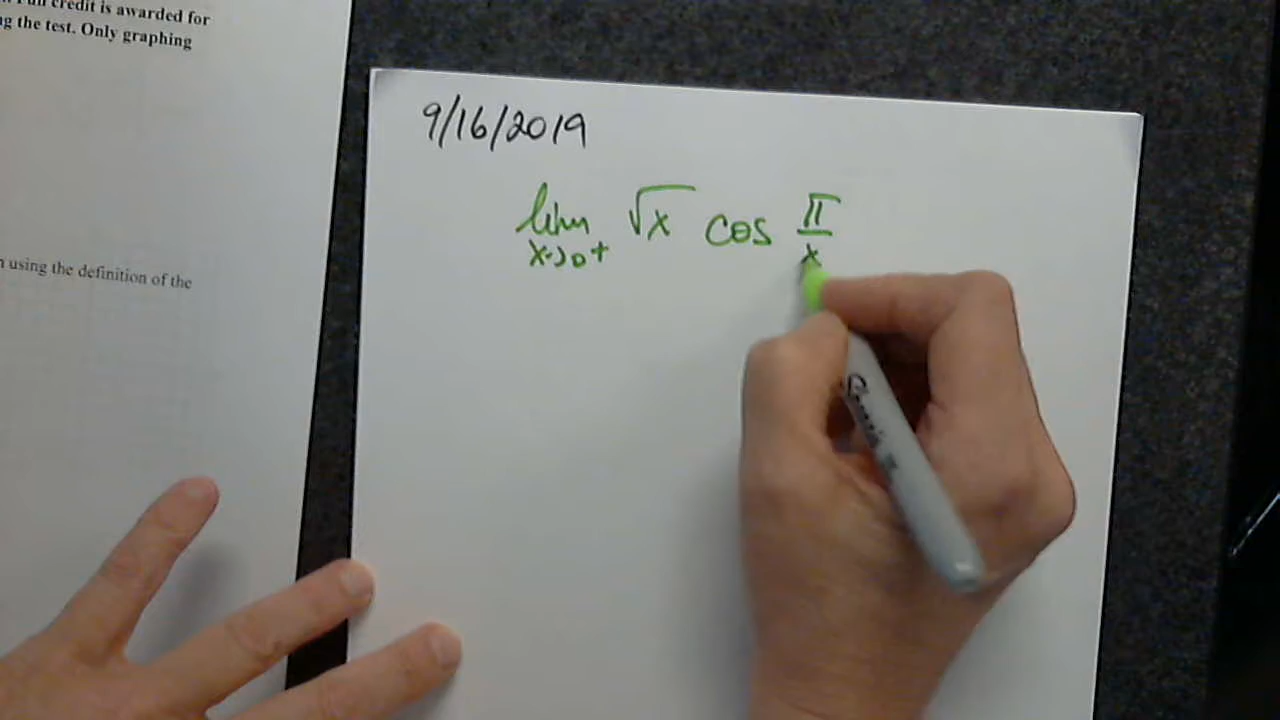 credit is awarded for
the test. Only graphing
using the definition of the
9/16/2019
lim √x cos π/x
x→0+